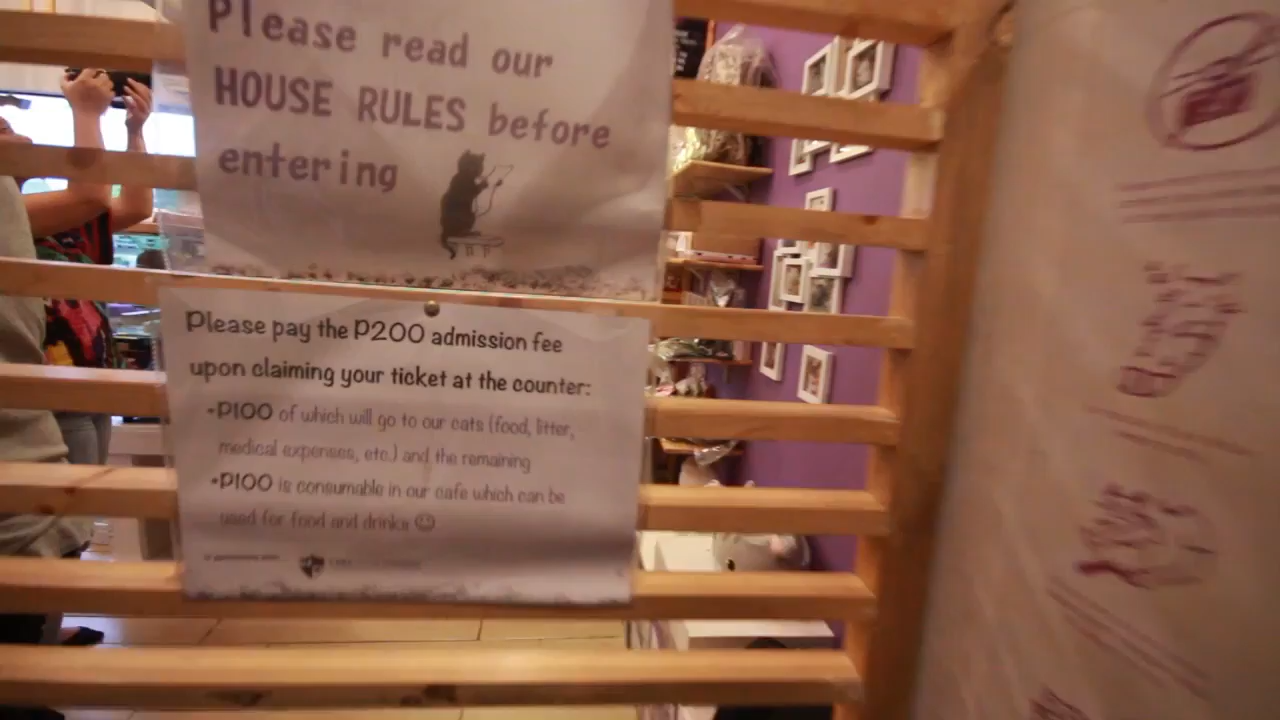 Please read our
HOUSE RULES before
entering
Please pay the P200 admission fee
upon claiming your ticket at the counter:
•P100 of which will go to our cats (food, litter,
medical expenses, etc.) and the remaining
•P100 is consumable in our cafe which can be
used for food and drinks ☺